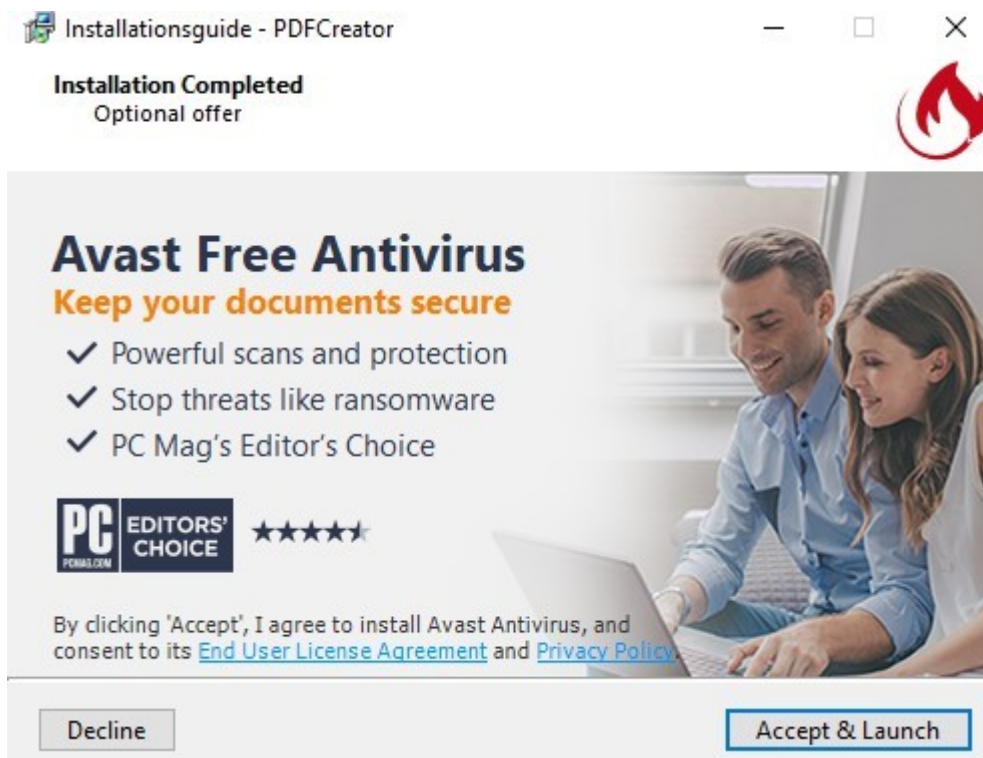 Installationsguide - PDFCreator
Installation Completed
Optional offer
Avast Free Antivirus
Keep your documents secure
Powerful scans and protection
Stop threats like ransomware
PC Mag's Editor's Choice
PC
PCMAG.COM
EDITORS'
CHOICE
By clicking 'Accept', I agree to install Avast Antivirus, and
consent to its End User License Agreement and Privacy Policy.
Decline
Accept & Launch